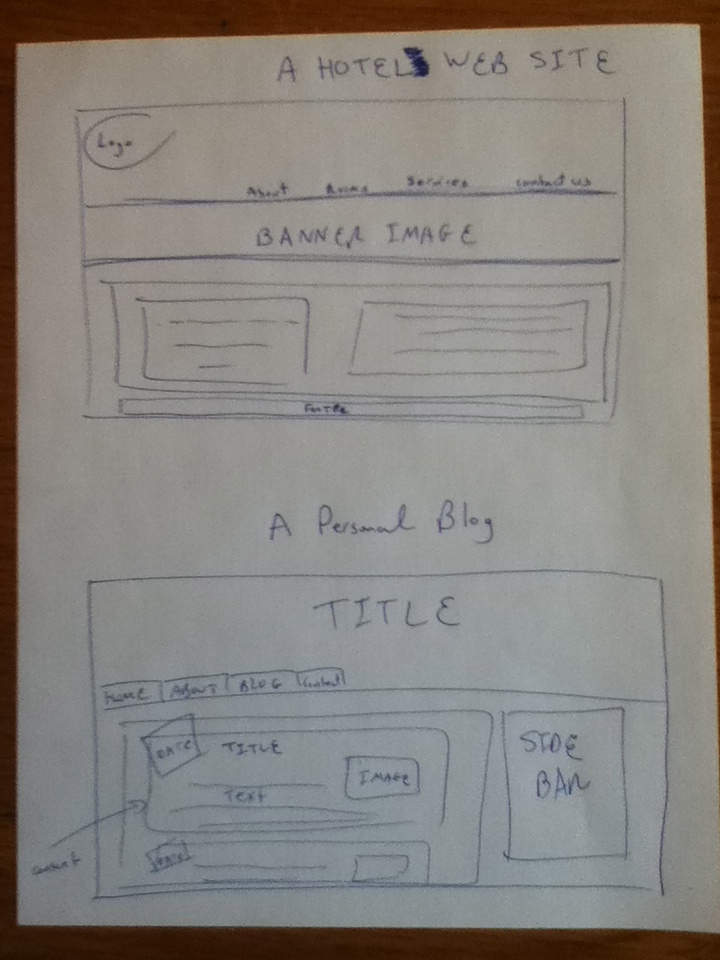 A HOTEL WEB SITE
Logo
About Rooms Services contact us
BANNER IMAGE
FOOTER
A Personal Blog
TITLE
HOME ABOUT BLOG Contact
DATE TITLE
IMAGE
Text
content
DATE
SIDE
BAR